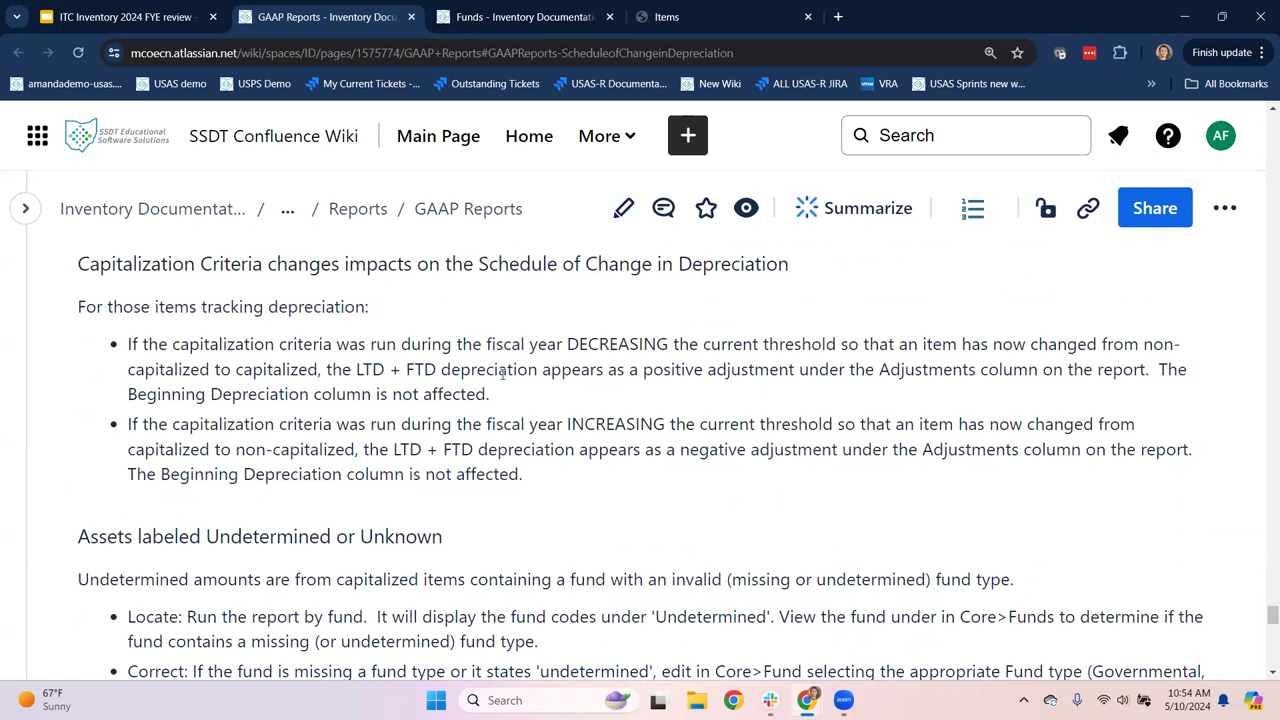 ITC Inventory 2024 FYE review -
GAAP Reports - Inventory Docum
Funds - Inventory Documentati
Items
mcoecn.atlassian.net/wiki/spaces/ID/pages/1575774/GAAP+Reports#GAAPReports-ScheduleofChangeinDepreciation
Finish update
amandademo-usas...
USAS demo
USPS Demo
My Current Tickets -...
Outstanding Tickets
USAS-R Documenta...
New Wiki
ALL USAS-R JIRA
vmw VRA
USAS Sprints new w...
All Bookmarks
SSDT Educational
Software Solutions
SSDT Confluence Wiki
Main Page
Home
More
Search
AF
Inventory Documentat... / ... / Reports / GAAP Reports
Summarize
Share
Capitalization Criteria changes impacts on the Schedule of Change in Depreciation
For those items tracking depreciation:
• If the capitalization criteria was run during the fiscal year DECREASING the current threshold so that an item has now changed from non-
capitalized to capitalized, the LTD + FTD depreciation appears as a positive adjustment under the Adjustments column on the report. The
Beginning Depreciation column is not affected.
• If the capitalization criteria was run during the fiscal year INCREASING the current threshold so that an item has now changed from
capitalized to non-capitalized, the LTD + FTD depreciation appears as a negative adjustment under the Adjustments column on the report.
The Beginning Depreciation column is not affected.
Assets labeled Undetermined or Unknown
Undetermined amounts are from capitalized items containing a fund with an invalid (missing or undetermined) fund type.
• Locate: Run the report by fund. It will display the fund codes under 'Undetermined'. View the fund under in Core>Funds to determine if the
fund contains a missing (or undetermined) fund type.
• Correct: If the fund is missing a fund type or it states 'undetermined', edit in Core>Fund selecting the appropriate Fund type (Governmental,
67°F
Sunny
Search
zoom
10:54 AM
5/10/2024